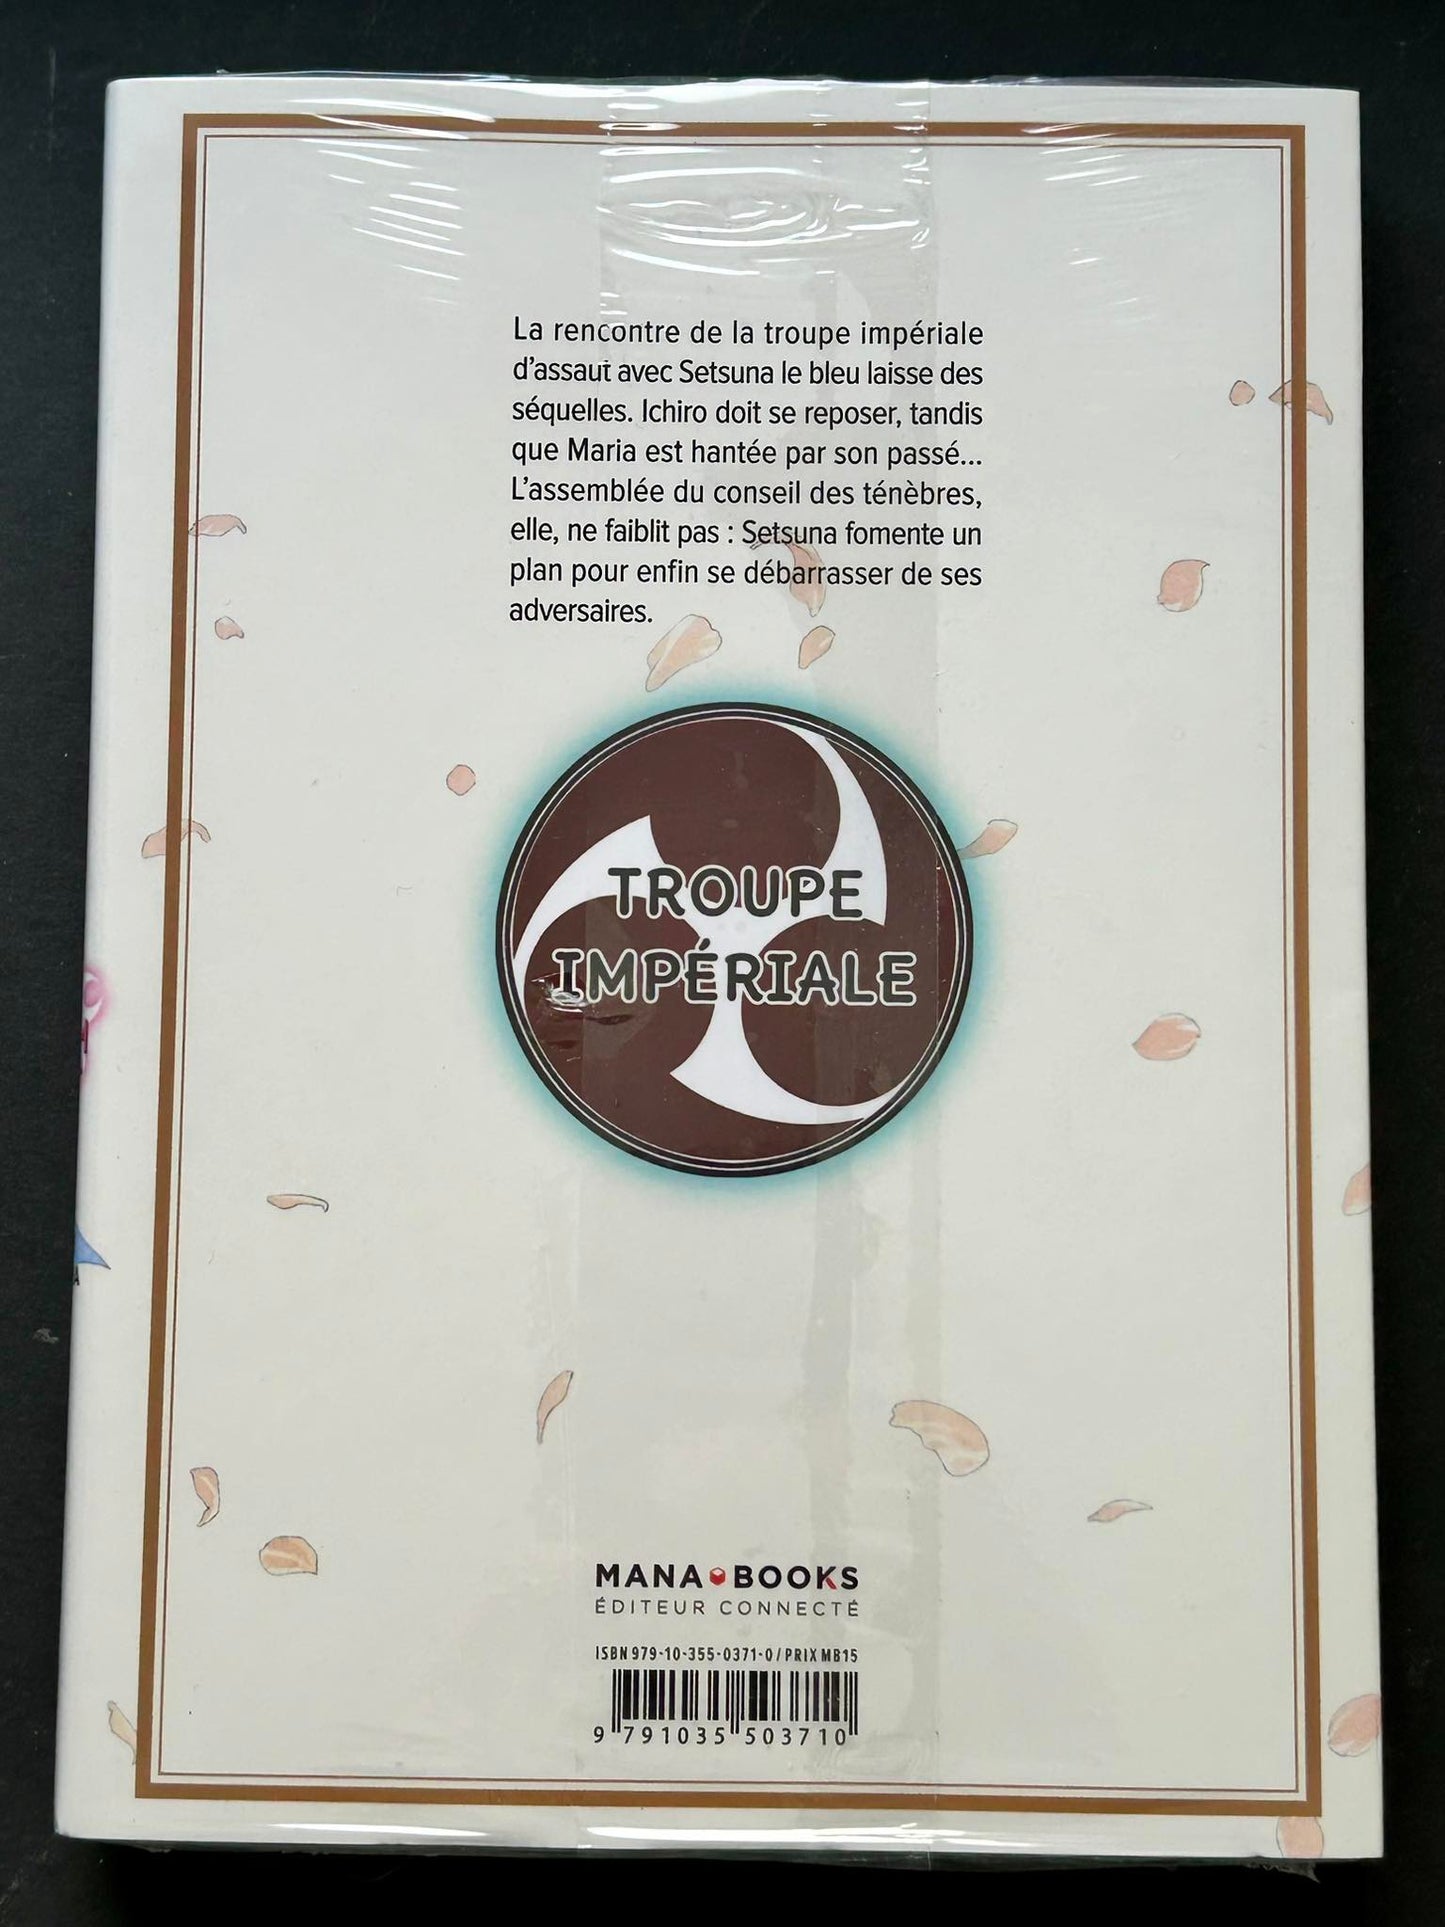 La rencontre de la troupe impériale
d’assaut avec Setsuna le bleu laisse des
séquelles. Ichiro doit se reposer, tandis
que Maria est hantée par son passé...
L’assemblée du conseil des ténèbres,
elle, ne faiblit pas : Setsuna fomente un
plan pour enfin se débarrasser de ses
adversaires.
TROUPE
IMPÉRIALE
MANA BOOKS
ÉDITEUR CONNECTÉ
ISBN 979-10-355-0371-0 / PRIX MB15
9 791035 503710